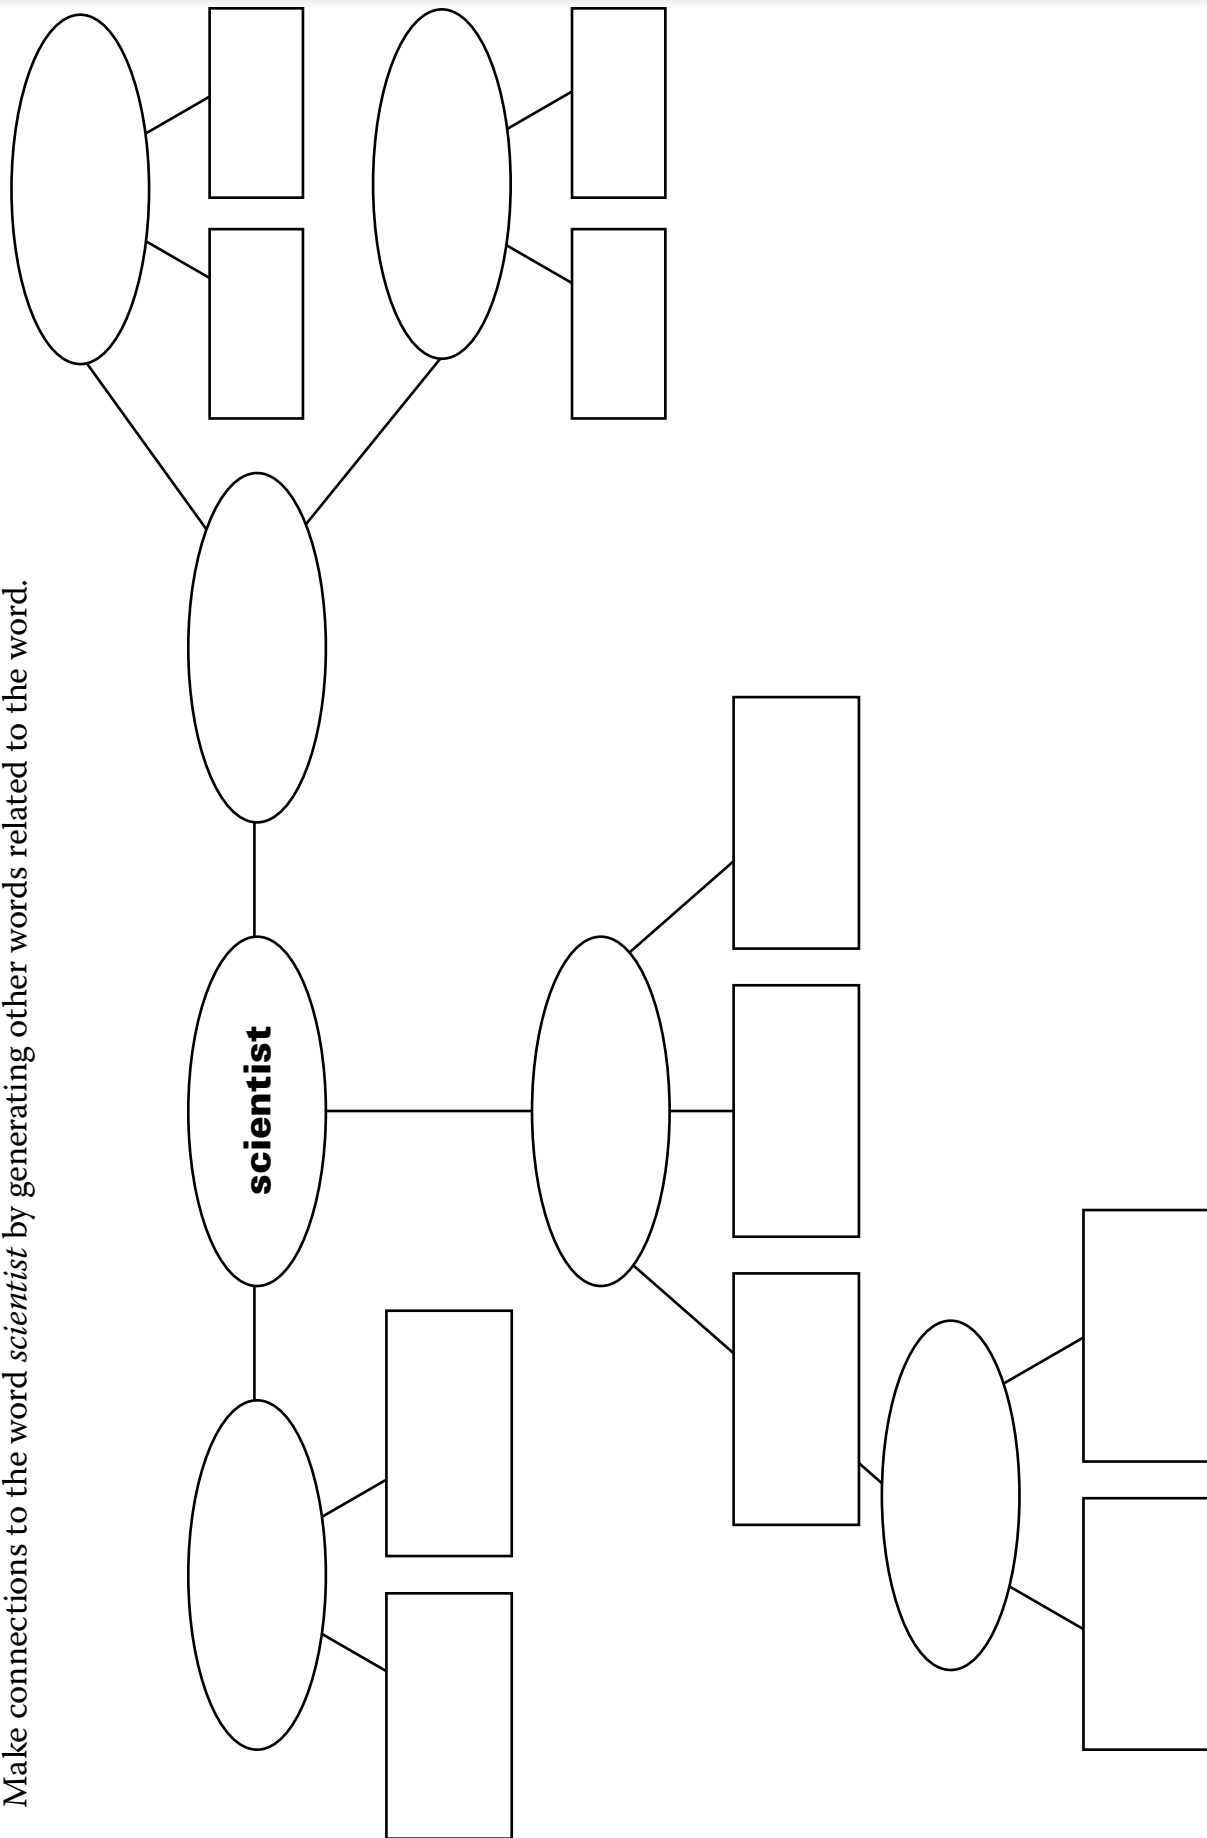 Make connections to the word scientist by generating other words related to the word.
scientist